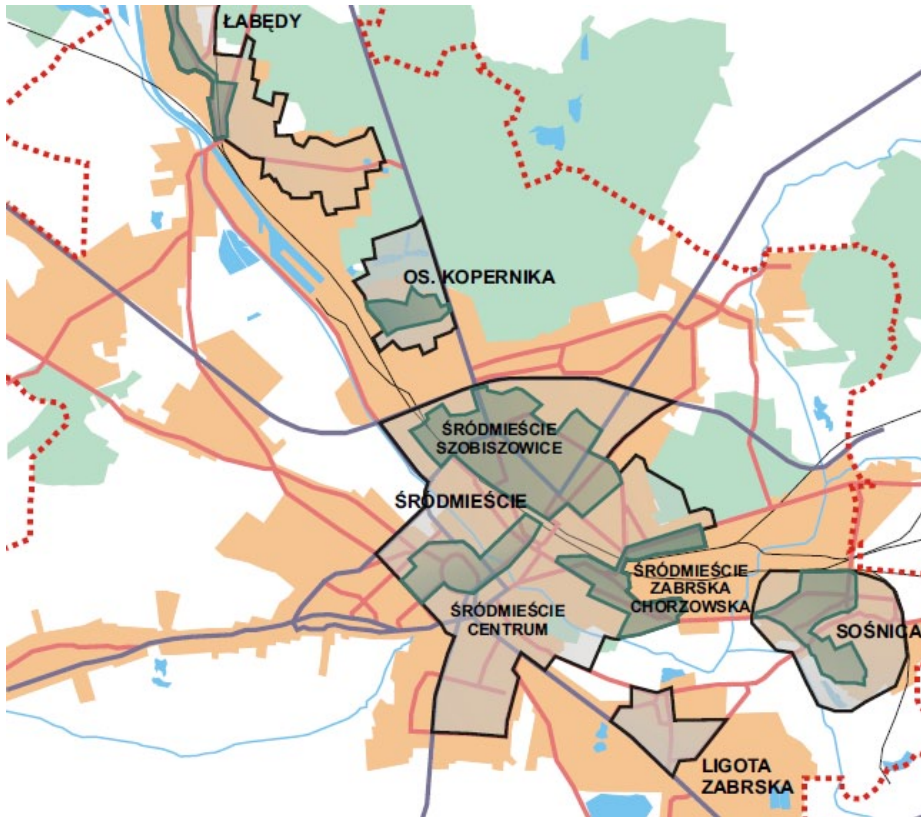 ŁABĘDY
OS. KOPERNIKA
ŚRÓDMIEŚCIE
SZOBISZOWICE
ŚRÓDMIEŚCIE
ŚRÓDMIEŚCIE
ZABRSKA
CHORZOWSKA
ŚRÓDMIEŚCIE
CENTRUM
SOŚNICA
LIGOTA
ZABRSKA